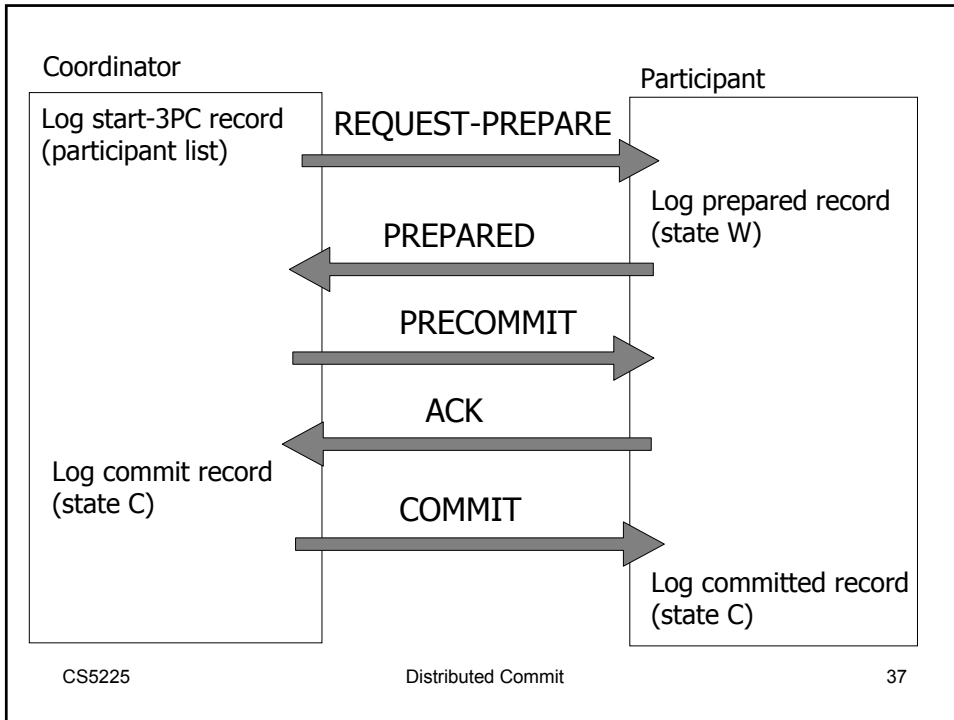 Coordinator
Participant
Log start-3PC record
(participant list)
REQUEST-PREPARE
Log prepared record
(state W)
PREPARED
PRECOMMIT
ACK
Log commit record
(state C)
COMMIT
Log committed record
(state C)
CS5225
Distributed Commit
37